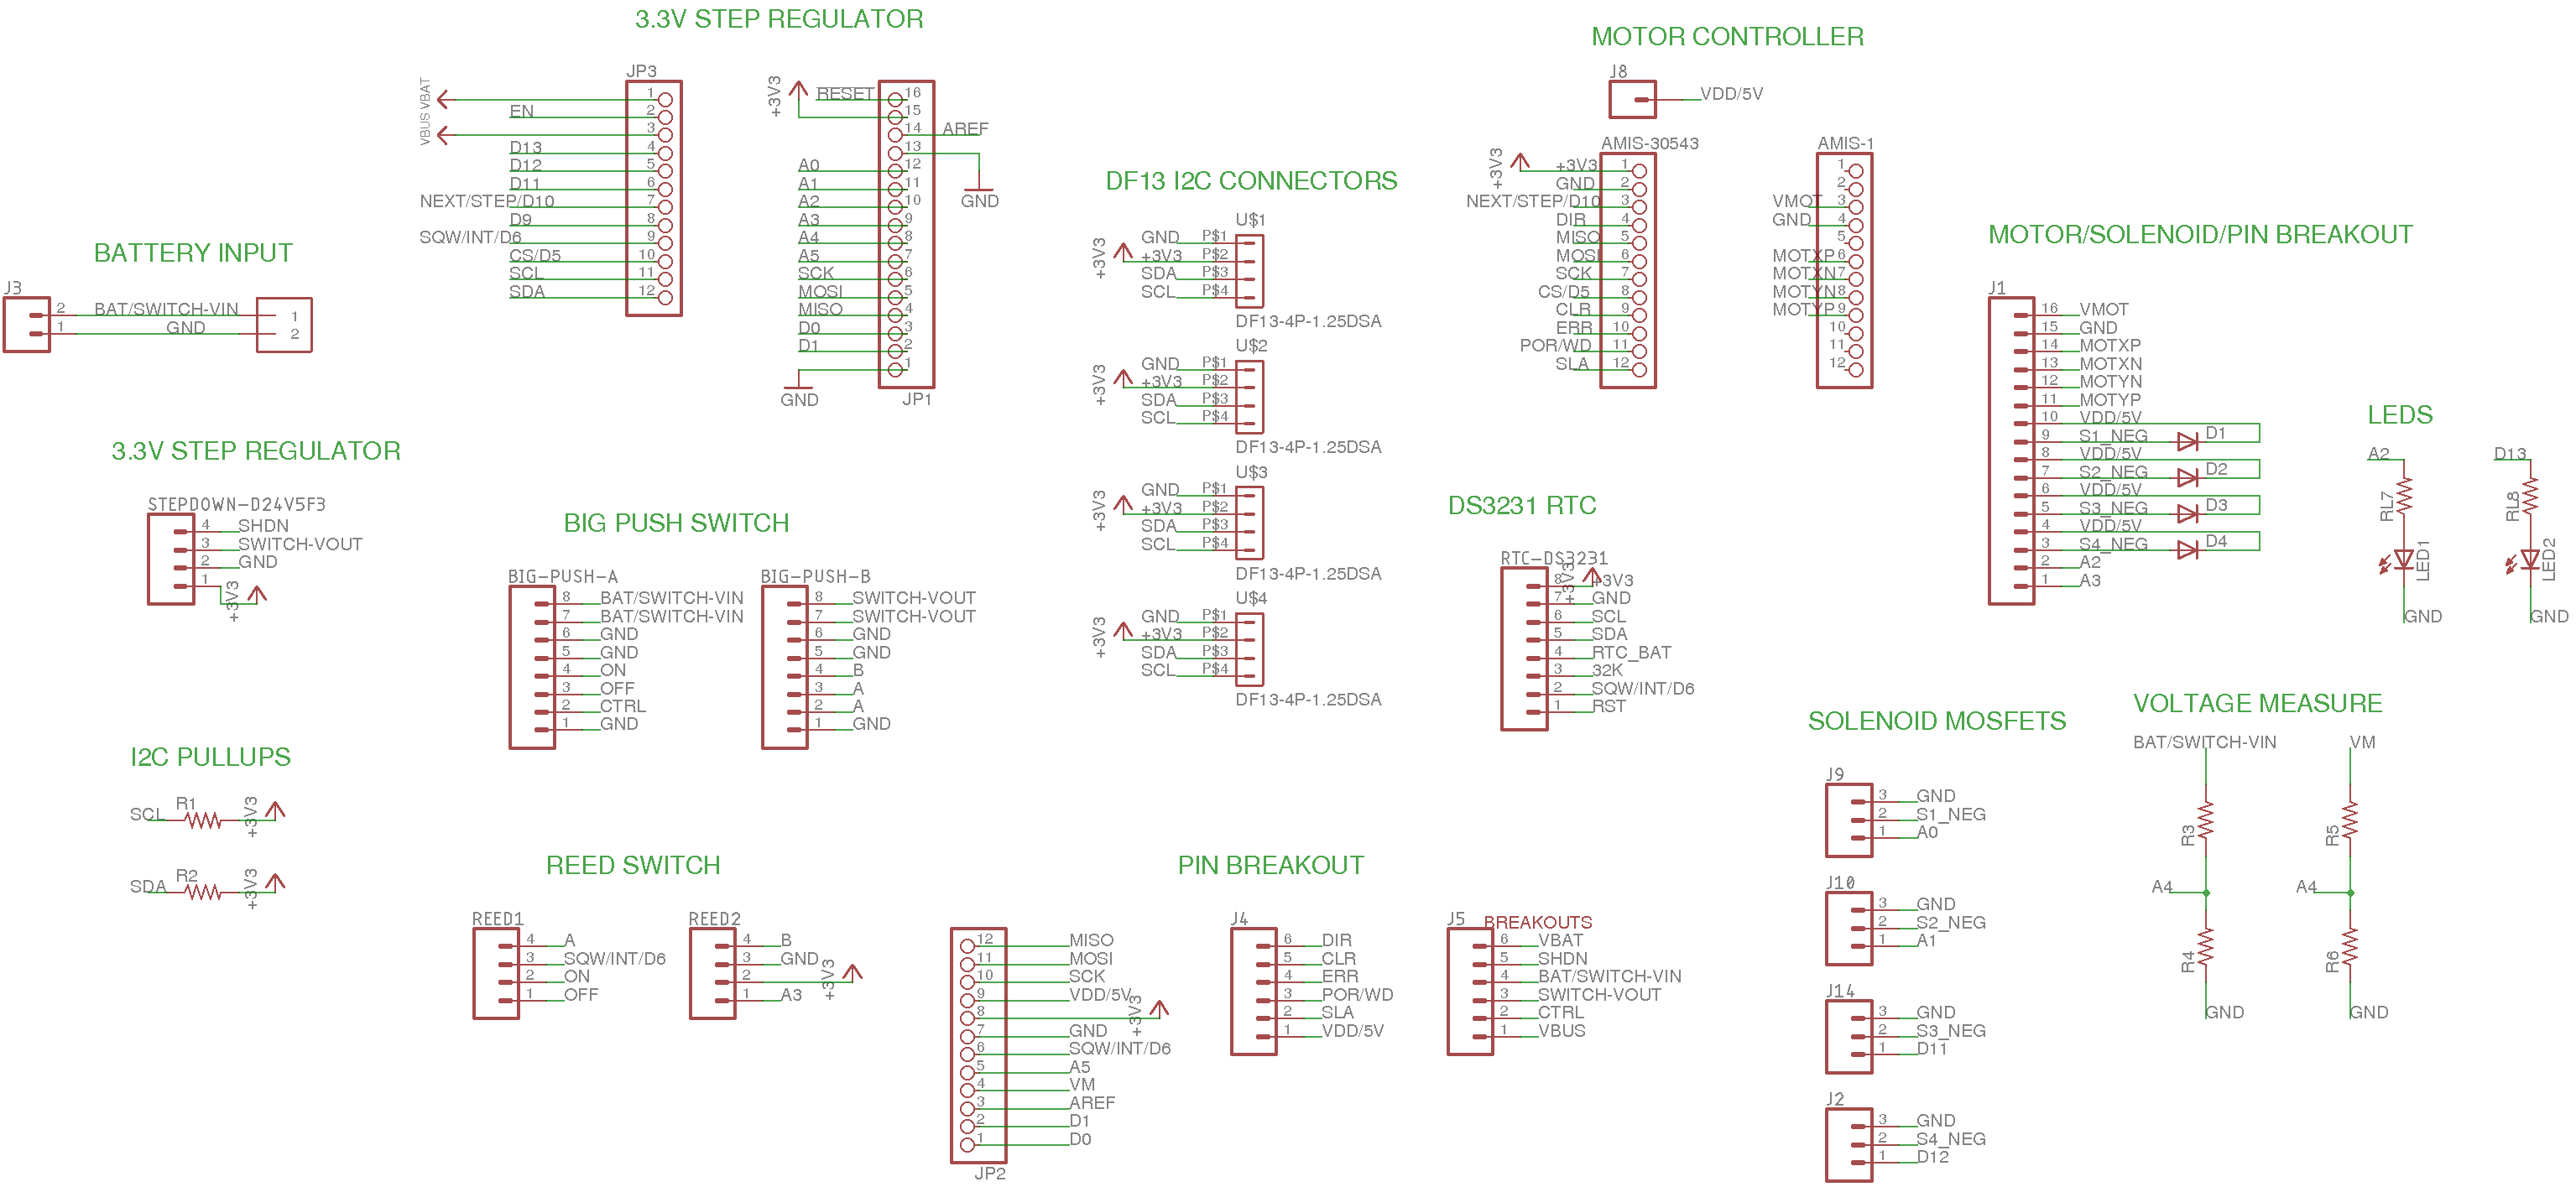 3.3V STEP REGULATOR
JP3
VBUS VBAT
1
EN 2
3
D13 4
D12 5
D11 6
NEXT/STEP/D10 7
D9 8
SQW/INT/D6 9
CS/D5 10
SCL 11
SDA 12
+3V3
RESET 16
15
14 AREF
13
GND
A0 12
A1 11
A2 10
A3 9
A4 8
A5 7
SCK 6
MOSI 5
MISO 4
D0 3
D1 2
1
GND
JP1
MOTOR CONTROLLER
J8
VDD/5V
AMIS-30543
+3V3
+3V3 1
GND 2
NEXT/STEP/D10 3
DIR 4
MISO 5
MOSI 6
SCK 7
CS/D5 8
CLR 9
ERR 10
POR/WD 11
SLA 12
AMIS-1
1
2
VMOT 3
GND 4
5
MOTXP 6
MOTXN 7
MOTYN 8
MOTYP 9
10
11
12
BATTERY INPUT
J3
2 BAT/SWITCH-VIN 1
1 GND 2
DF13 I2C CONNECTORS
U$1
+3V3
GND P$1
+3V3 P$2
SDA P$3
SCL P$4
DF13-4P-1.25DSA
U$2
+3V3
GND P$1
+3V3 P$2
SDA P$3
SCL P$4
DF13-4P-1.25DSA
U$3
+3V3
GND P$1
+3V3 P$2
SDA P$3
SCL P$4
DF13-4P-1.25DSA
U$4
+3V3
GND P$1
+3V3 P$2
SDA P$3
SCL P$4
DF13-4P-1.25DSA
MOTOR/SOLENOID/PIN BREAKOUT
J1
16 VMOT
15 GND
14 MOTXP
13 MOTXN
12 MOTYN
11 MOTYP
10 VDD/5V
9 S1_NEG D1
8 VDD/5V
7 S2_NEG D2
6 VDD/5V
5 S3_NEG D3
4 VDD/5V
3 S4_NEG D4
2 A2
1 A3
LEDS
A2
RL7
LED1
GND
D13
RL8
LED2
GND
3.3V STEP REGULATOR
STEPDOWN-D24V5F3
4 SHDN
3 SWITCH-VOUT
2 GND
1
+3V3
BIG PUSH SWITCH
BIG-PUSH-A
8 BAT/SWITCH-VIN
7 BAT/SWITCH-VIN
6 GND
5 GND
4 ON
3 OFF
2 CTRL
1 GND
BIG-PUSH-B
8 SWITCH-VOUT
7 SWITCH-VOUT
6 GND
5 GND
4 B
3 A
2 A
1 GND
DS3231 RTC
RTC-DS3231
+3V3
8 +3V3
7 GND
6 SCL
5 SDA
4 RTC_BAT
3 32K
2 SQW/INT/D6
1 RST
I2C PULLUPS
SCL R1 +3V3
SDA R2 +3V3
REED SWITCH
REED1
4 A
3 SQW/INT/D6
2 ON
1 OFF
REED2
4 B
3 GND
2
1 A3
+3V3
PIN BREAKOUT
12 MISO
11 MOSI
10 SCK
9 VDD/5V
8 +3V3
7 GND
6 SQW/INT/D6
5 A5
4 VM
3 AREF
2 D1
1 D0
JP2
J4
6 DIR
5 CLR
4 ERR
3 POR/WD
2 SLA
1 VDD/5V
J5 BREAKOUTS
6 VBAT
5 SHDN
4 BAT/SWITCH-VIN
3 SWITCH-VOUT
2 CTRL
1 VBUS
SOLENOID MOSFETS
J9
3 GND
2 S1_NEG
1 A0
J10
3 GND
2 S2_NEG
1 A1
J14
3 GND
2 S3_NEG
1 D11
J2
3 GND
2 S4_NEG
1 D12
VOLTAGE MEASURE
BAT/SWITCH-VIN
R3
A4
R4
GND
VM
R5
A4
R6
GND